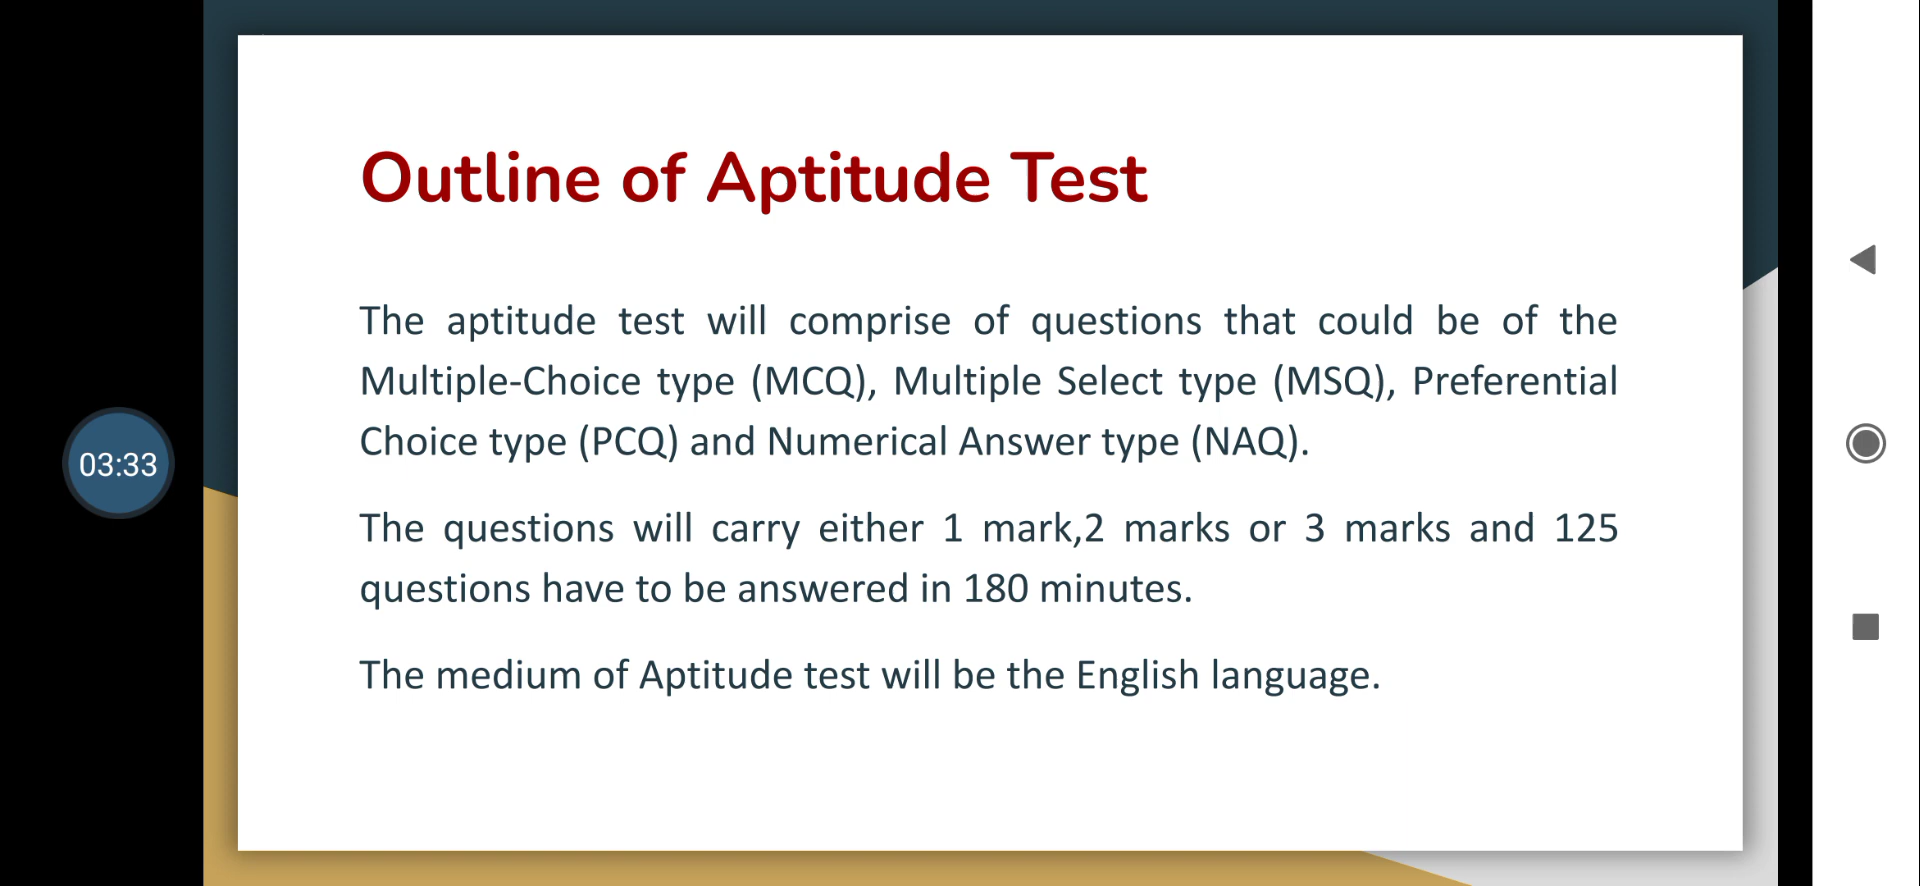 Outline of Aptitude Test
The aptitude test will comprise of questions that could be of the
Multiple-Choice type (MCQ), Multiple Select type (MSQ), Preferential
Choice type (PCQ) and Numerical Answer type (NAQ).
The questions will carry either 1 mark,2 marks or 3 marks and 125
questions have to be answered in 180 minutes.
The medium of Aptitude test will be the English language.
03:33